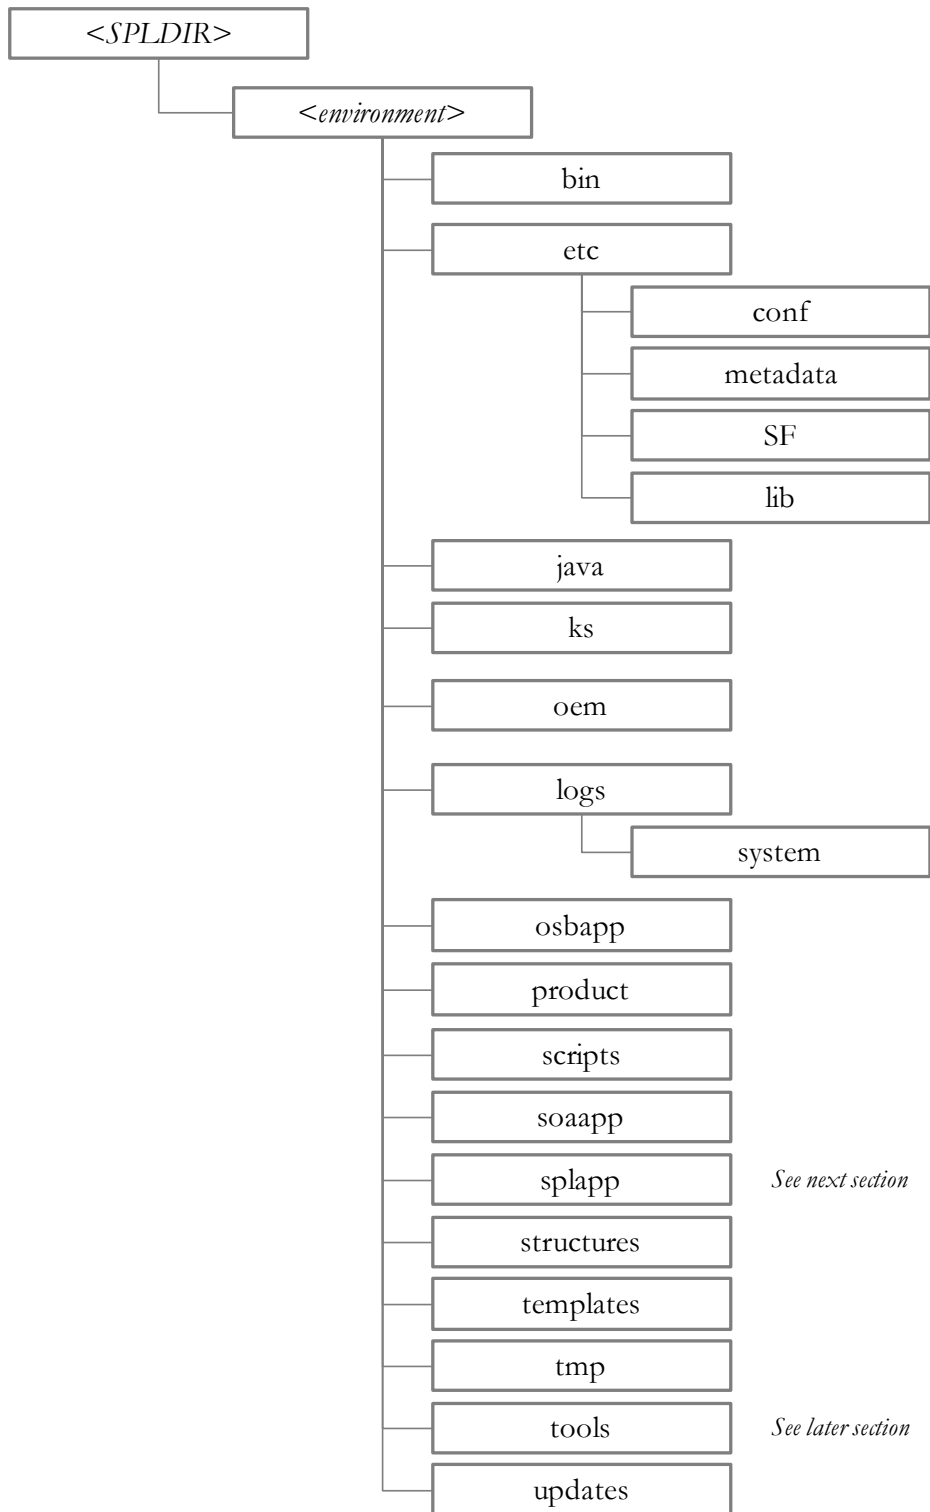 <SPLDIR>
<environment>
bin
etc
conf
metadata
SF
lib
java
ks
oem
logs
system
osbapp
product
scripts
soaapp
splapp See next section
structures
templates
tmp
tools See later section
updates